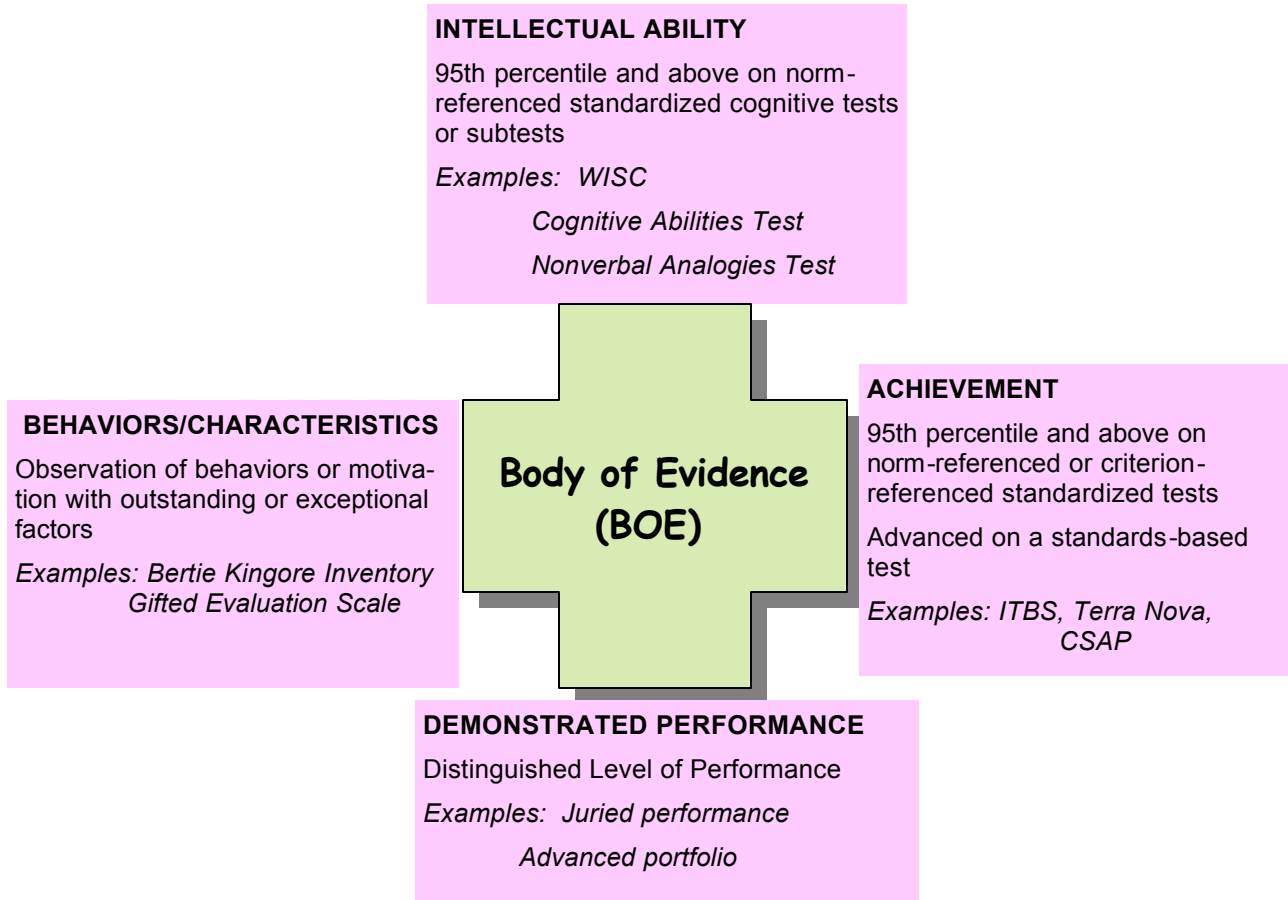 INTELLECTUAL ABILITY
95th percentile and above on norm-
referenced standardized cognitive tests
or subtests
Examples: WISC
Cognitive Abilities Test
Nonverbal Analogies Test
BEHAVIORS/CHARACTERISTICS
Observation of behaviors or motiva-
tion with outstanding or exceptional
factors
Examples: Bertie Kingore Inventory
Gifted Evaluation Scale
Body of Evidence
(BOE)
ACHIEVEMENT
95th percentile and above on
norm-referenced or criterion-
referenced standardized tests
Advanced on a standards-based
test
Examples: ITBS, Terra Nova,
CSAP
DEMONSTRATED PERFORMANCE
Distinguished Level of Performance
Examples: Juried performance
Advanced portfolio